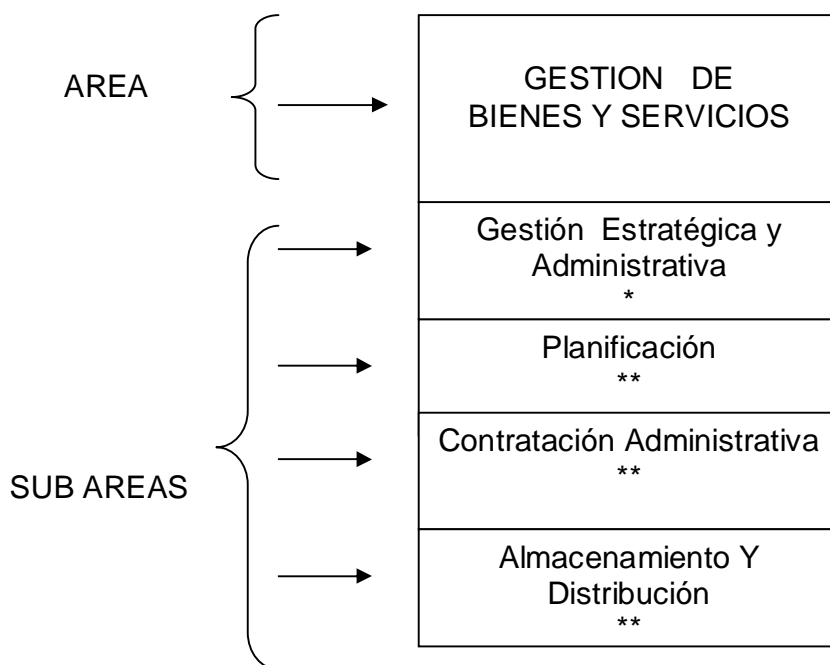 AREA
GESTION DE
BIENES Y SERVICIOS
SUB AREAS
Gestión Estratégica y
Administrativa
*
Planificación
**
Contratación Administrativa
**
Almacenamiento Y
Distribución
**